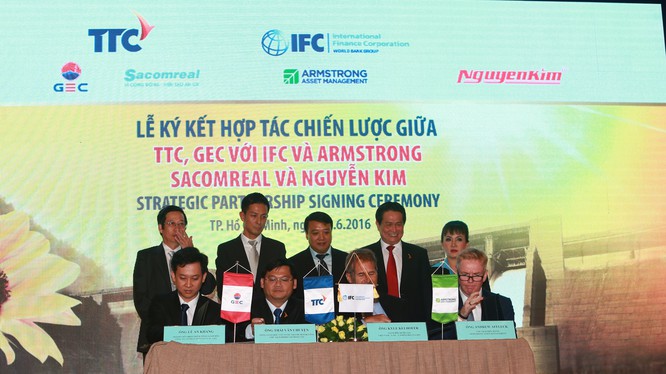 TTC
IFC
International
Finance Corporation
WORLD BANK GROUP
GEC
Sacomreal
ARMSTRONG
ASSET MANAGEMENT
NguyenKim
LỄ KÝ KẾT HỢP TÁC CHIẾN LƯỢC GIỮA
TTC, GEC VỚI IFC VÀ ARMSTRONG
SACOMREAL VÀ NGUYỄN KIM
STRATEGIC PARTNERSHIP SIGNING CEREMONY
TP. Hồ Minh, .6.2016
GEC
TTC
IFC